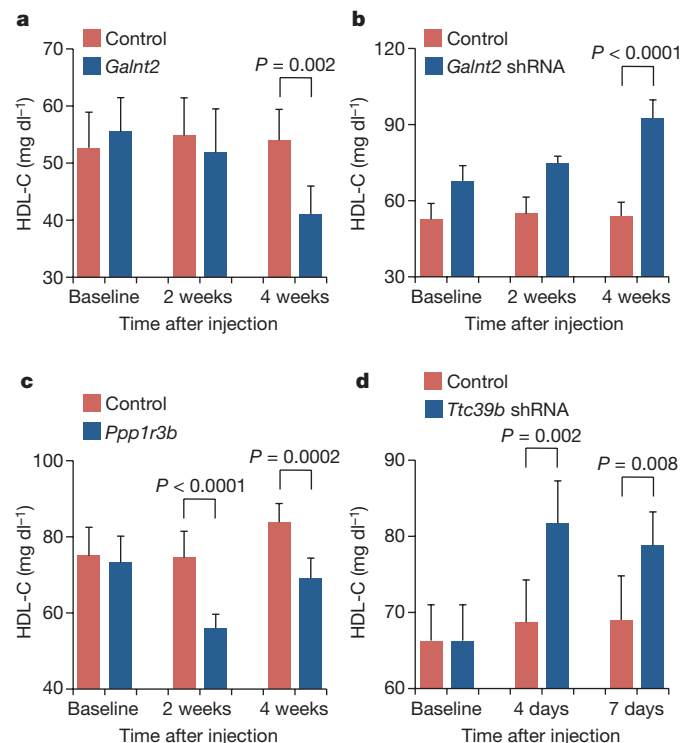 a
Control
Galnt2
P = 0.002
HDL-C (mg dl⁻¹)
70
60
50
40
30
Baseline 2 weeks 4 weeks
Time after injection
b
Control
Galnt2 shRNA
P < 0.0001
HDL-C (mg dl⁻¹)
120
90
60
30
Baseline 2 weeks 4 weeks
Time after injection
c
Control
Ppp1r3b
P < 0.0001
P = 0.0002
HDL-C (mg dl⁻¹)
100
80
60
40
Baseline 2 weeks 4 weeks
Time after injection
d
Control
Ttc39b shRNA
P = 0.002
P = 0.008
HDL-C (mg dl⁻¹)
90
80
70
60
Baseline 4 days 7 days
Time after injection